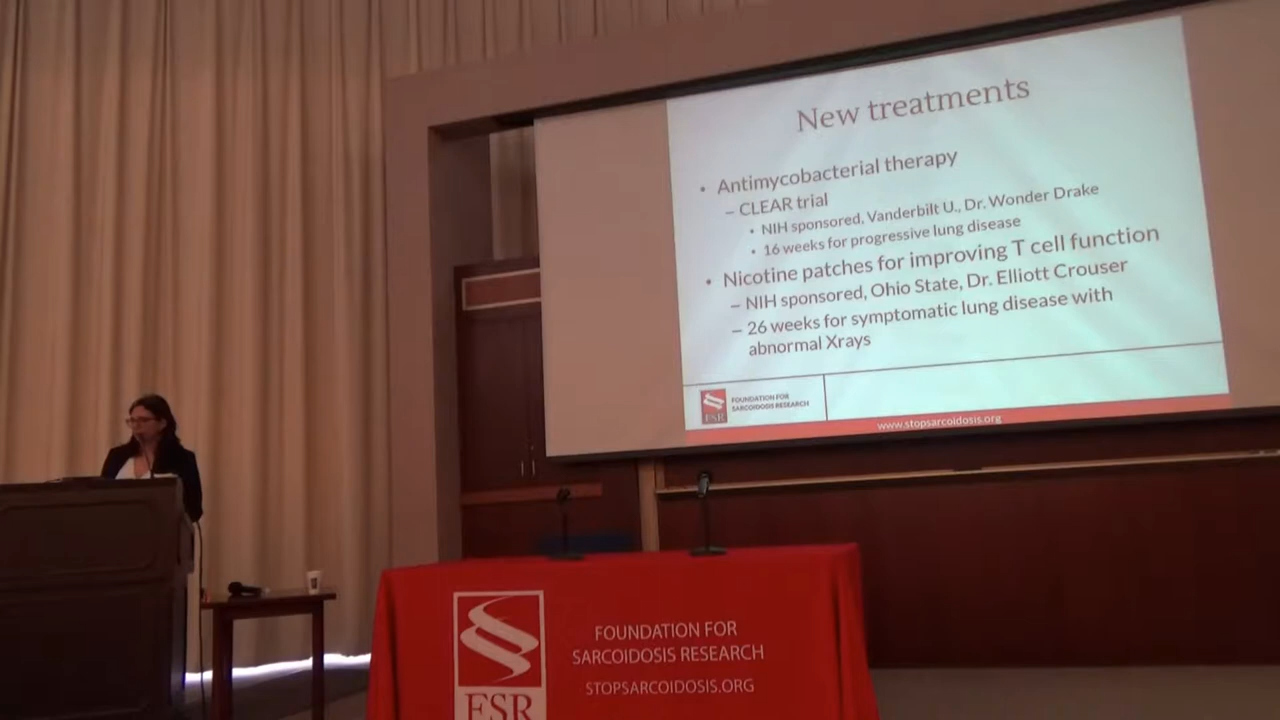 New treatments
• Antimycobacterial therapy
– CLEAR trial
• NIH sponsored, Vanderbilt U., Dr. Wonder Drake
• 16 weeks for progressive lung disease
• Nicotine patches for improving T cell function
– NIH sponsored, Ohio State, Dr. Elliott Crouser
– 26 weeks for symptomatic lung disease with
abnormal Xrays
FSR
FOUNDATION FOR
SARCOIDOSIS RESEARCH
www.stopsarcoidosis.org
FSR
FOUNDATION FOR
SARCOIDOSIS RESEARCH
STOPSARCOIDOSIS.ORG